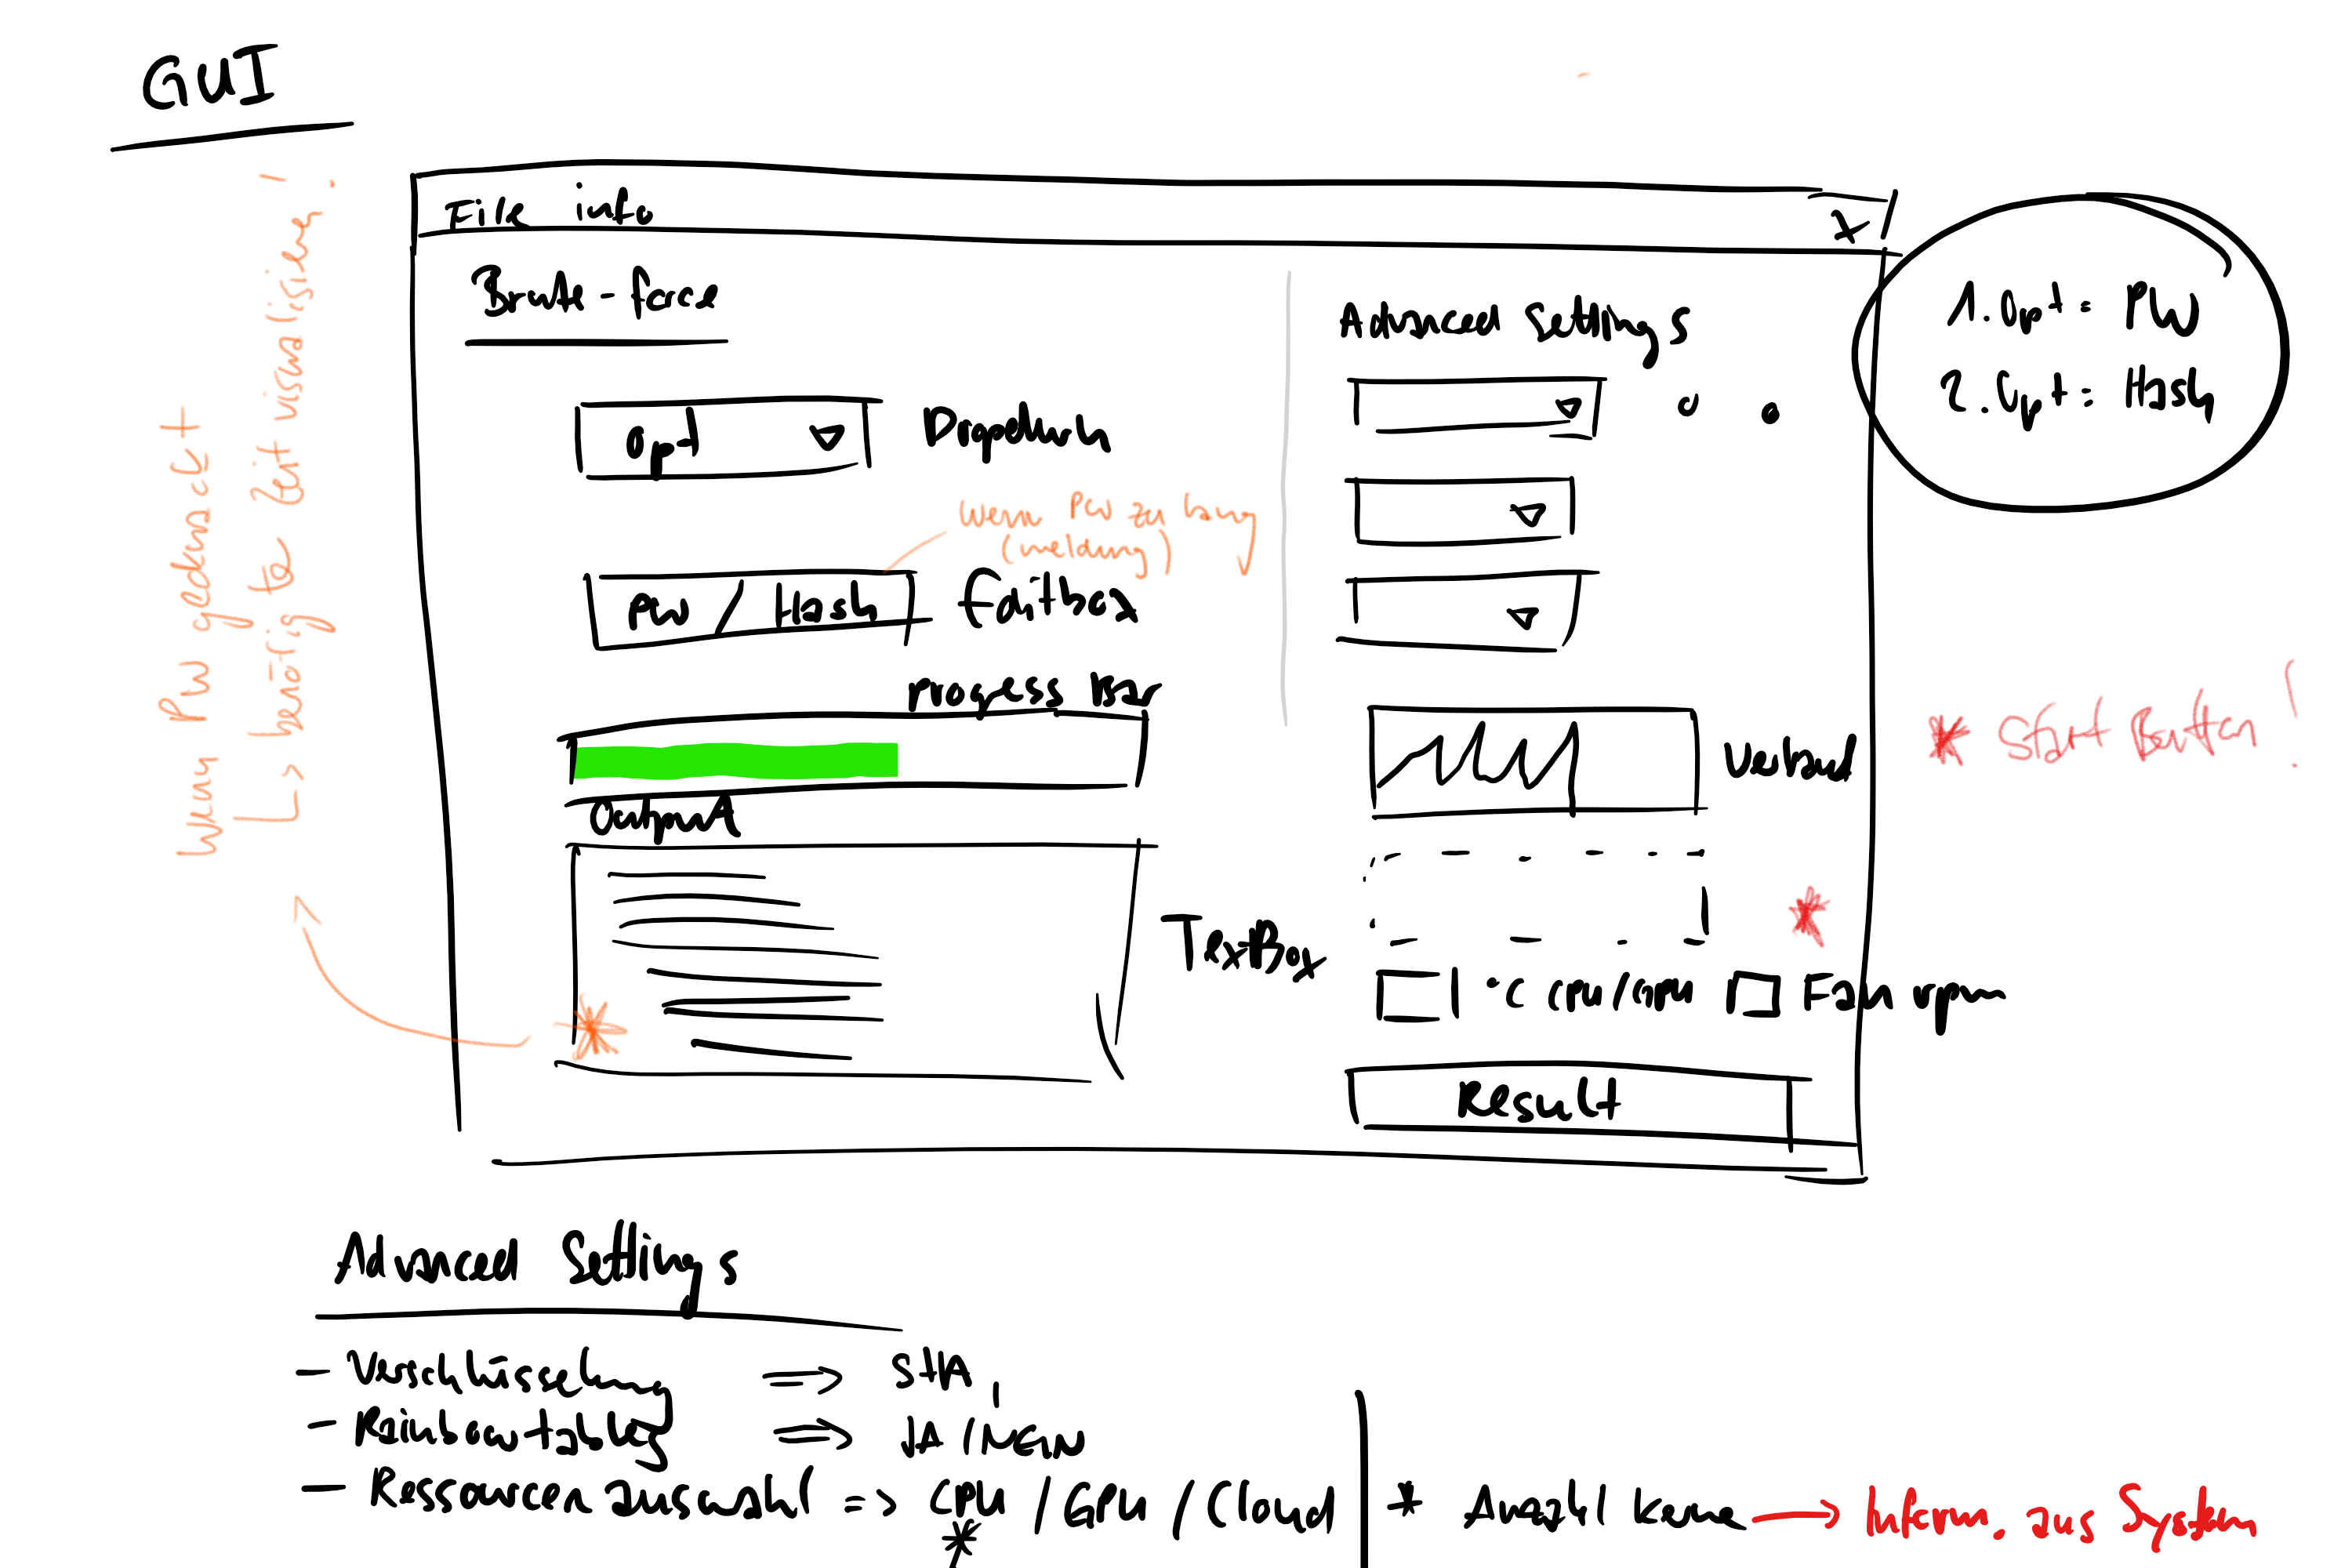 GUI
File info
x
Brute-force
Advanced Settings
1. Opt: PW
2. Opt: Hash
Opt
Dropdown
wenn PW zu lang
(meldung)
PW / Hash
Editbox
Progess Bar
Output
TextBox
Verlauf
* Start Button!
*
°C CPU/GPU
Fan rpm
Result
*
Wenn PW geknackt
↳ benötigte Zeit visualisieren!
Advanced Settings
- Verschlüsselung => SHA,
- Rainbowtables => JA/NEIN
- Ressourcenauswahl => CPU / GPU / Cloud
*
* Anzahl Kerne → Inform. aus System